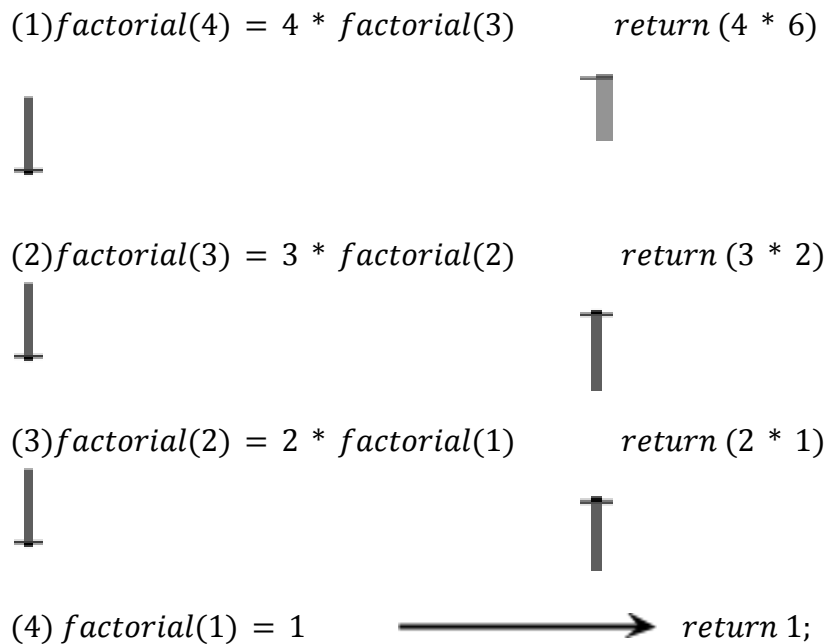 (1)factorial(4) = 4 * factorial(3) return (4 * 6)
(2)factorial(3) = 3 * factorial(2) return (3 * 2)
(3)factorial(2) = 2 * factorial(1) return (2 * 1)
(4) factorial(1) = 1 return 1;